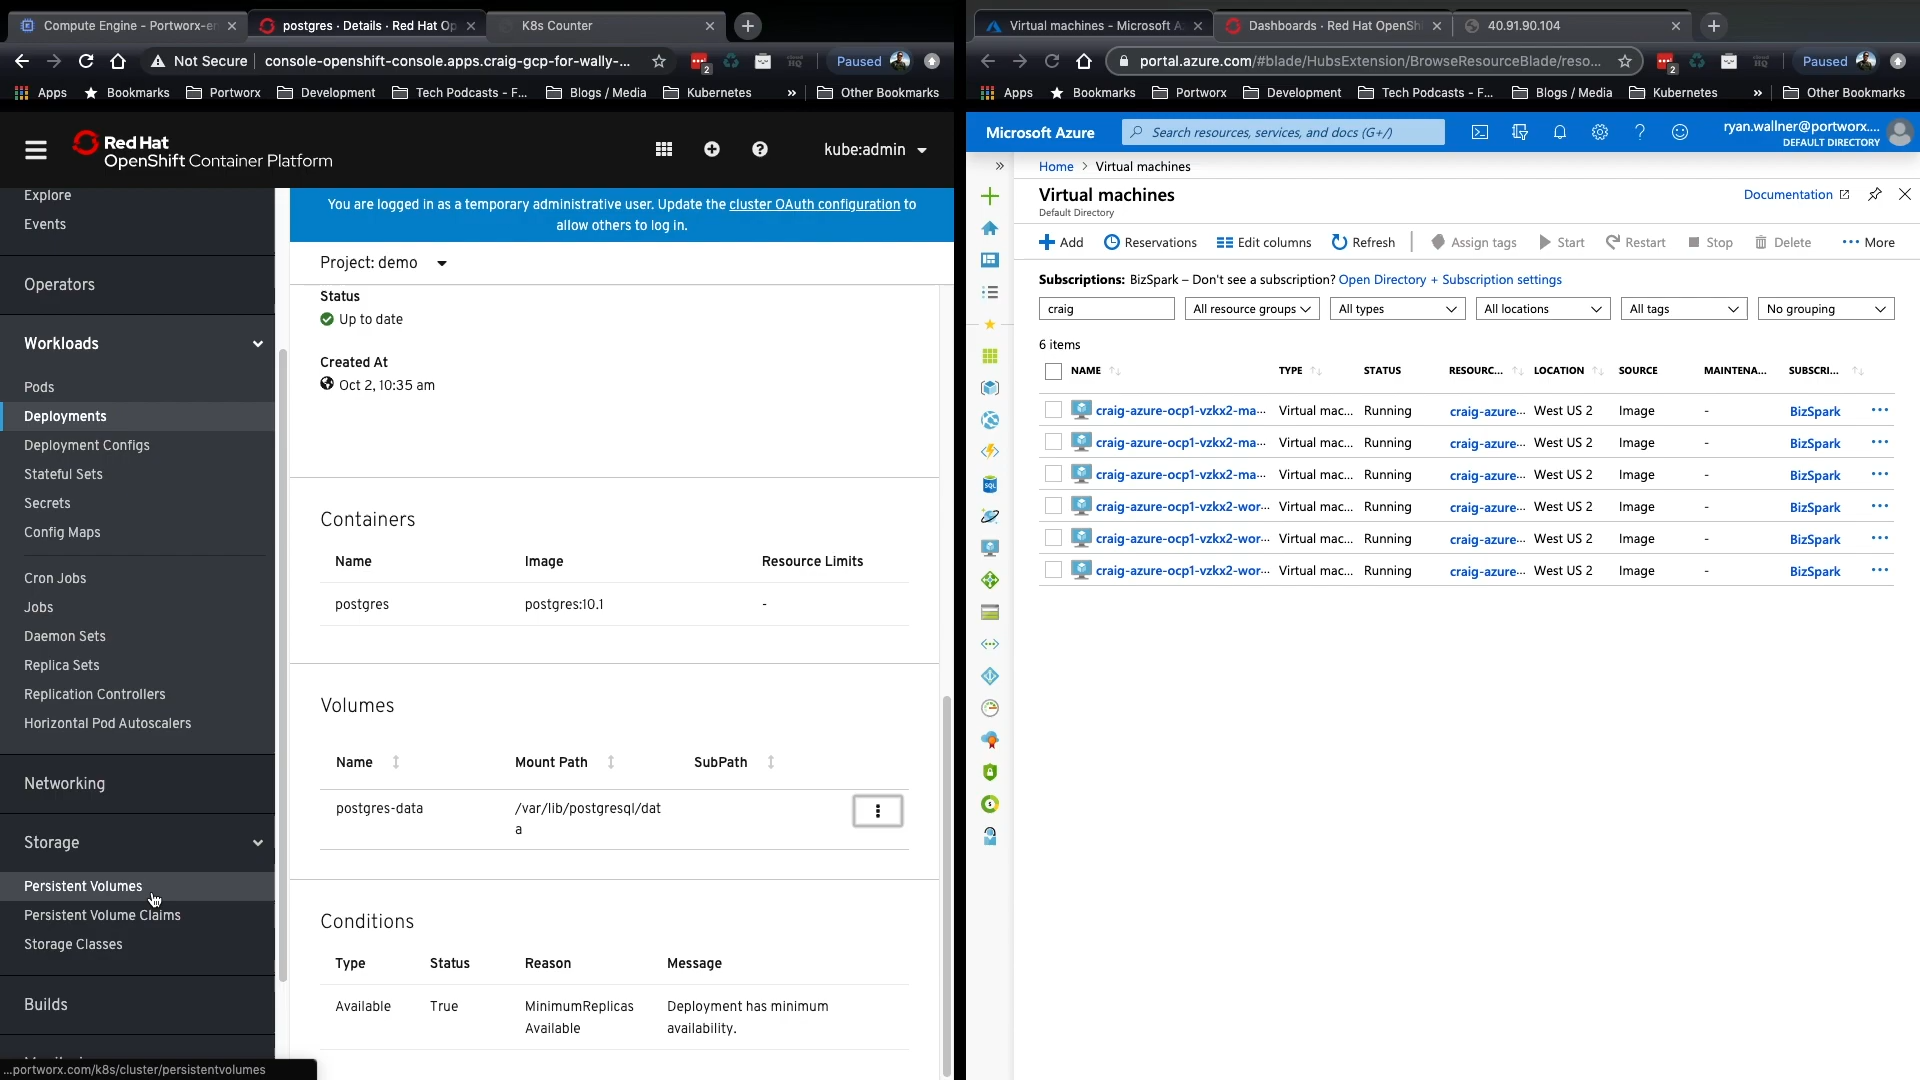 Compute Engine - Portworx-en
postgres · Details · Red Hat Op
K8s Counter
Not Secure
console-openshift-console.apps.craig-gcp-for-wally-...
2
Paused
Apps
Bookmarks
Portworx
Development
Tech Podcasts - F...
Blogs / Media
Kubernetes
»
Other Bookmarks
Red Hat
OpenShift Container Platform
kube:admin
Explore
Events
Operators
Workloads
Pods
Deployments
Deployment Configs
Stateful Sets
Secrets
Config Maps
Cron Jobs
Jobs
Daemon Sets
Replica Sets
Replication Controllers
Horizontal Pod Autoscalers
Networking
Storage
Persistent Volumes
Persistent Volume Claims
Storage Classes
Builds
...portworx.com/k8s/cluster/persistentvolumes
You are logged in as a temporary administrative user. Update the cluster OAuth configuration to
allow others to log in.
Project: demo
Status
Up to date
Created At
Oct 2, 10:35 am
Containers
Name Image Resource Limits
postgres postgres:10.1 -
Volumes
Name Mount Path SubPath
postgres-data /var/lib/postgresql/dat
a
Conditions
Type Status Reason Message
Available True MinimumReplicas Deployment has minimum
Available availability.
Virtual machines - Microsoft A
Dashboards · Red Hat OpenSh
40.91.90.104
portal.azure.com/#blade/HubsExtension/BrowseResourceBlade/reso...
2
Paused
Apps
Bookmarks
Portworx
Development
Tech Podcasts - F...
Blogs / Media
Kubernetes
»
Other Bookmarks
Microsoft Azure
Search resources, services, and docs (G+/)
ryan.wallner@portworx....
DEFAULT DIRECTORY
»
Home > Virtual machines
Virtual machines
Default Directory
Documentation
Add Reservations Edit columns Refresh Assign tags Start Restart Stop Delete ··· More
Subscriptions: BizSpark – Don't see a subscription? Open Directory + Subscription settings
craig All resource groups All types All locations All tags No grouping
6 items
NAME TYPE STATUS RESOURC... LOCATION SOURCE MAINTENA... SUBSCRI...
craig-azure-ocp1-vzkx2-ma... Virtual mac... Running craig-azure... West US 2 Image - BizSpark ···
craig-azure-ocp1-vzkx2-ma... Virtual mac... Running craig-azure... West US 2 Image - BizSpark ···
craig-azure-ocp1-vzkx2-ma... Virtual mac... Running craig-azure... West US 2 Image - BizSpark ···
craig-azure-ocp1-vzkx2-wor... Virtual mac... Running craig-azure... West US 2 Image - BizSpark ···
craig-azure-ocp1-vzkx2-wor... Virtual mac... Running craig-azure... West US 2 Image - BizSpark ···
craig-azure-ocp1-vzkx2-wor... Virtual mac... Running craig-azure... West US 2 Image - BizSpark ···
SQL